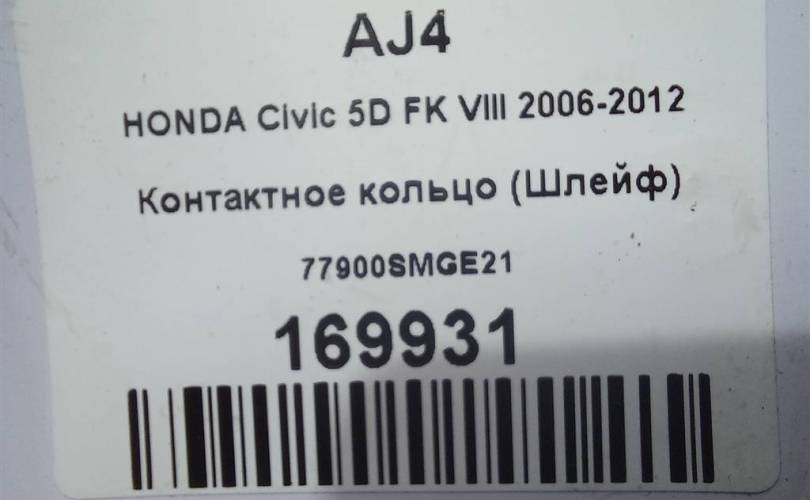 AJ4
HONDA Civic 5D FK VIII 2006-2012
Контактное кольцо (Шлейф)
77900SMGE21
169931